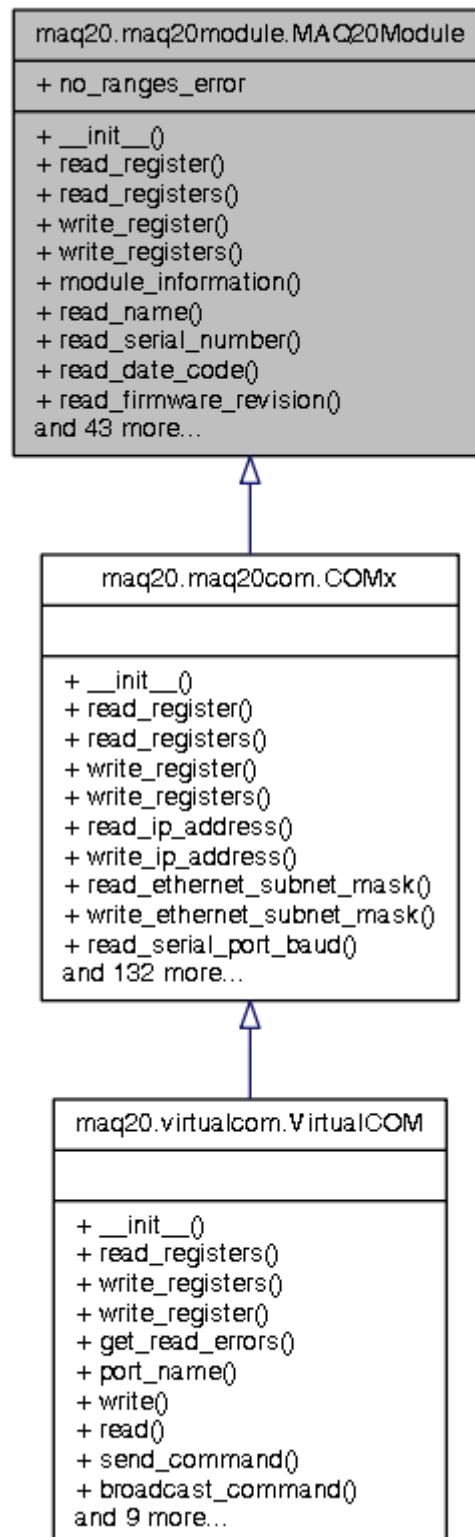 maq20.maq20module.MAQ20Module
+ no_ranges_error
+ __init__()
+ read_register()
+ read_registers()
+ write_register()
+ write_registers()
+ module_information()
+ read_name()
+ read_serial_number()
+ read_date_code()
+ read_firmware_revision()
and 43 more...
maq20.maq20com.COMx
+ __init__()
+ read_register()
+ read_registers()
+ write_register()
+ write_registers()
+ read_ip_address()
+ write_ip_address()
+ read_ethernet_subnet_mask()
+ write_ethernet_subnet_mask()
+ read_serial_port_baud()
and 132 more...
maq20.virtualcom.VirtualCOM
+ __init__()
+ read_registers()
+ write_registers()
+ write_register()
+ get_read_errors()
+ port_name()
+ write()
+ read()
+ send_command()
+ broadcast_command()
and 9 more...